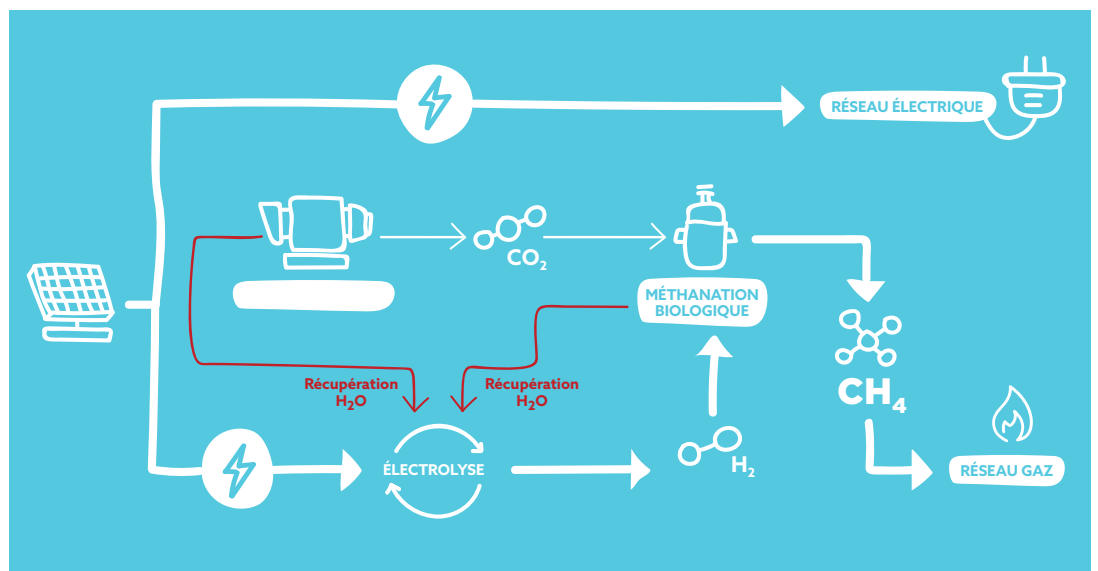 RÉSEAU ÉLECTRIQUE
CO₂
MÉTHANATION
BIOLOGIQUE
Récupération
H₂O
Récupération
H₂O
CH₄
ÉLECTROLYSE
H₂
RÉSEAU GAZ